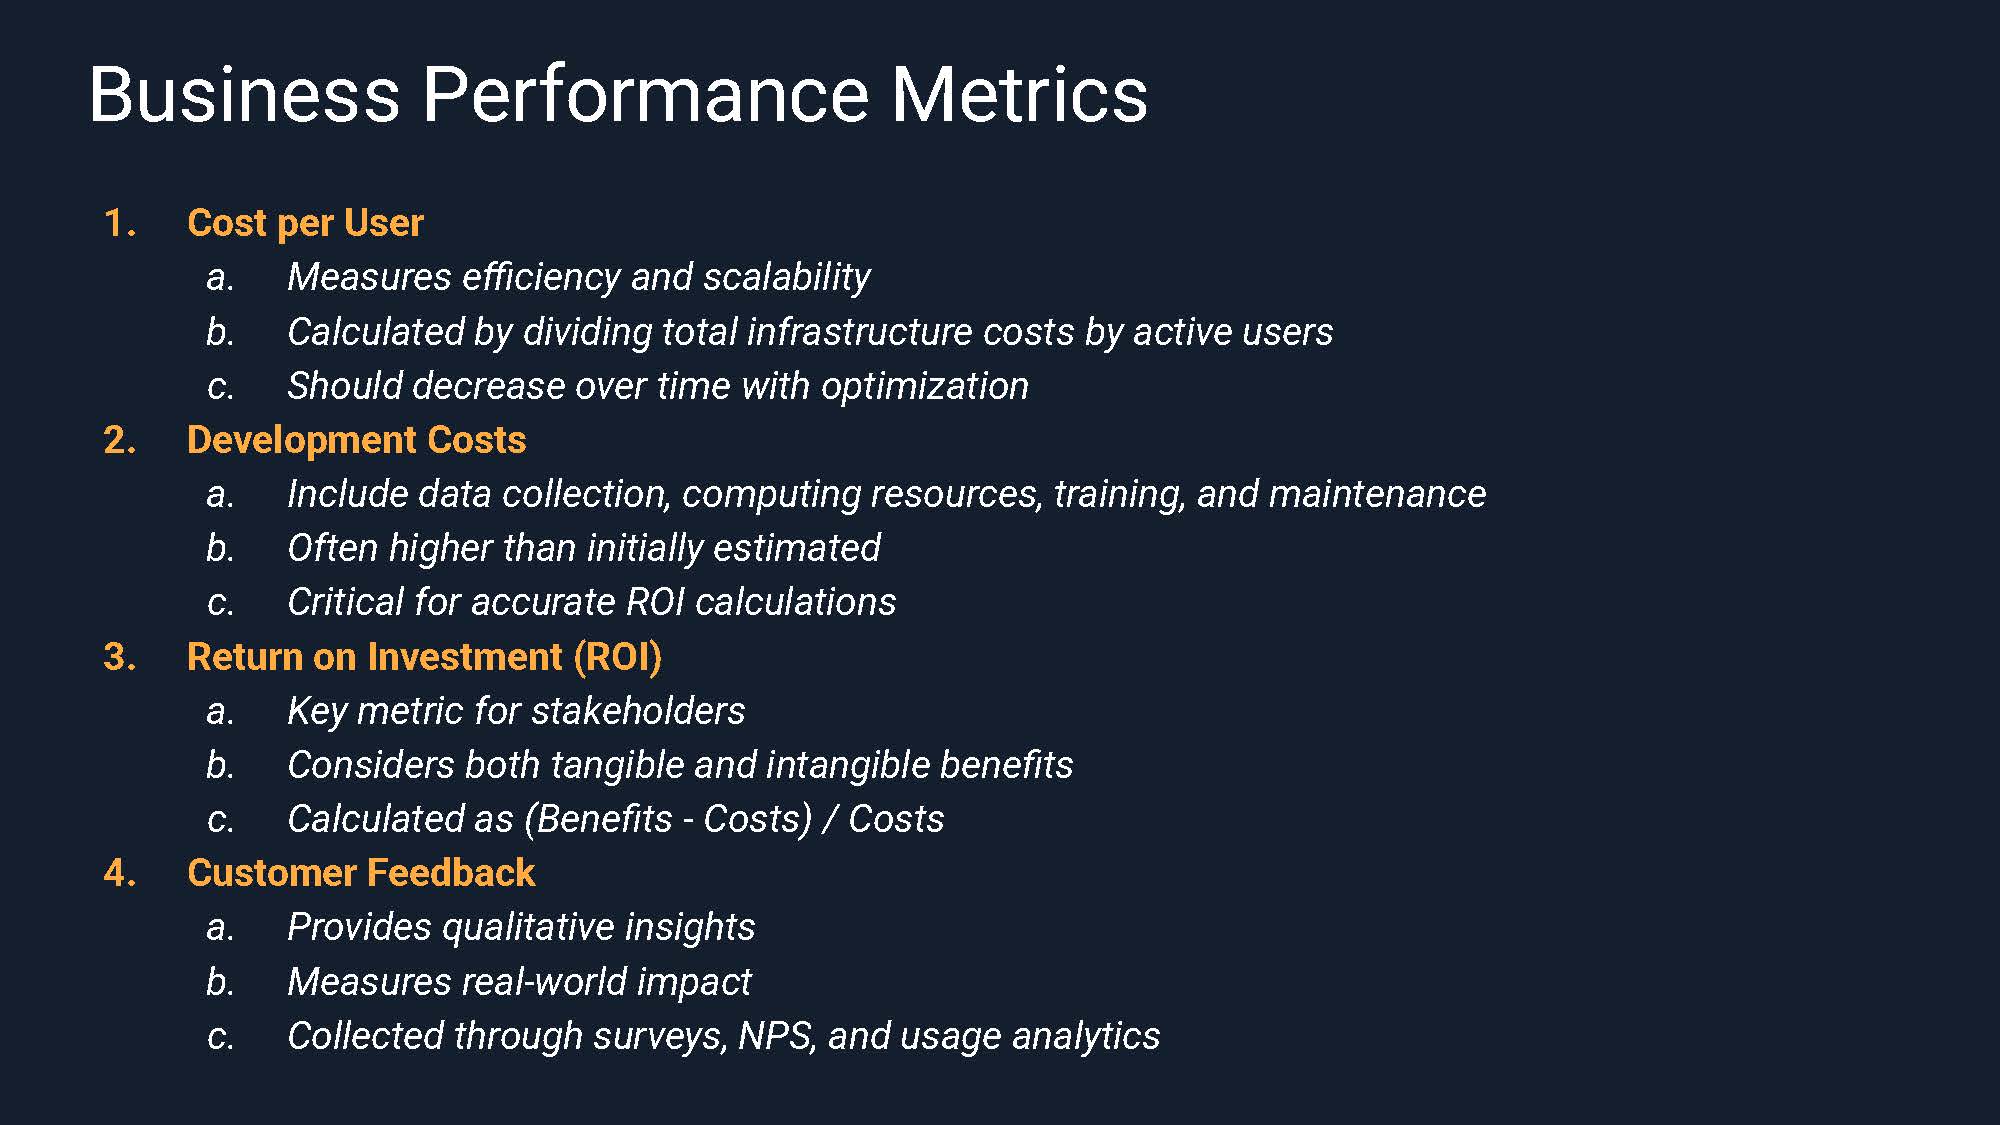 Business Performance Metrics
1. Cost per User
a. Measures efficiency and scalability
b. Calculated by dividing total infrastructure costs by active users
c. Should decrease over time with optimization
2. Development Costs
a. Include data collection, computing resources, training, and maintenance
b. Often higher than initially estimated
c. Critical for accurate ROI calculations
3. Return on Investment (ROI)
a. Key metric for stakeholders
b. Considers both tangible and intangible benefits
c. Calculated as (Benefits - Costs) / Costs
4. Customer Feedback
a. Provides qualitative insights
b. Measures real-world impact
c. Collected through surveys, NPS, and usage analytics